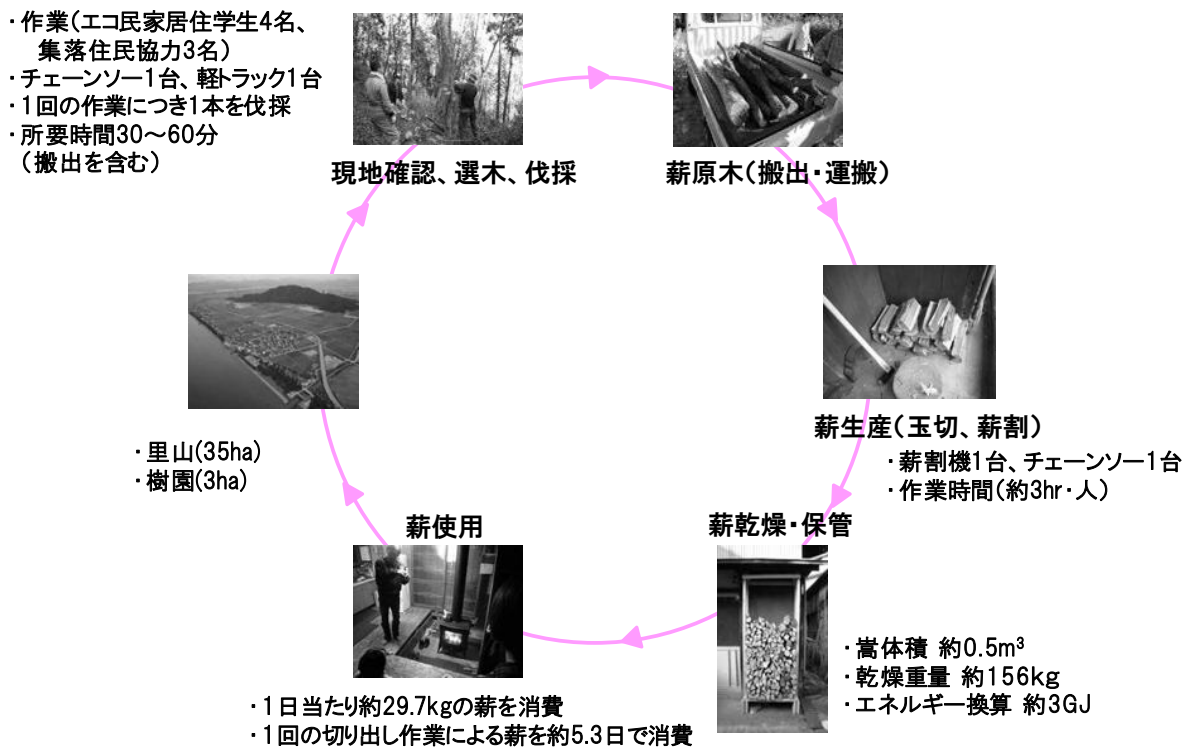 ・作業(エコ民家居住学生4名、
集落住民協力3名)
・チェーンソー1台、軽トラック1台
・1回の作業につき1本を伐採
・所要時間30~60分
(搬出を含む)
現地確認、選木、伐採
薪原木(搬出・運搬)
薪生産(玉切、薪割)
・薪割機1台、チェーンソー1台
・作業時間(約3hr・人)
・里山(35ha)
・樹園(3ha)
薪使用
薪乾燥・保管
・嵩体積 約0.5m³
・乾燥重量 約156kg
・エネルギー換算 約3GJ
・1日当たり約29.7kgの薪を消費
・1回の切り出し作業による薪を約5.3日で消費